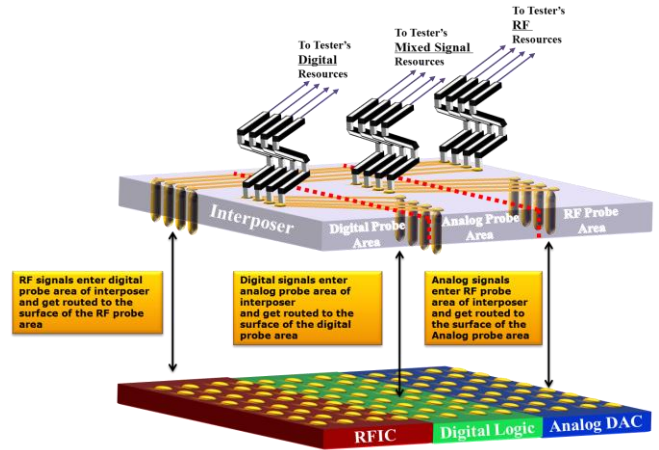 To Tester's
Digital
Resources
To Tester's
Mixed Signal
Resources
To Tester's
RF
Resources
Interposer
Digital Probe
Area
Analog Probe
Area
RF Probe
Area
RF signals enter digital
probe area of interposer
and get routed to the
surface of the RF probe
area
Digital signals enter
analog probe area of
interposer
and get routed to the
surface of the digital
probe area
Analog signals
enter RF probe
area of interposer
and get routed to
the surface of the
Analog probe area
RFIC
Digital Logic
Analog DAC